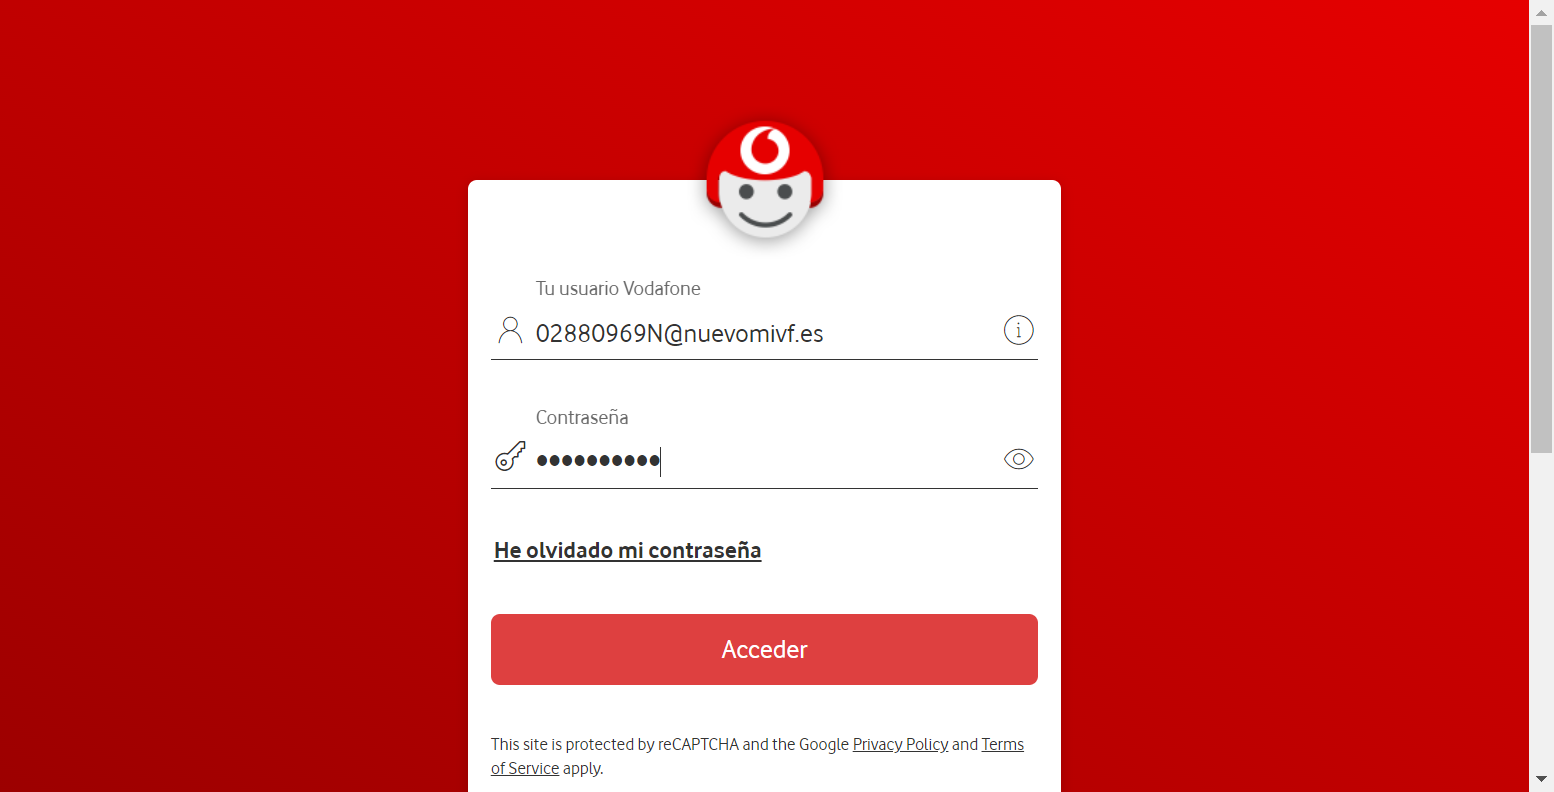 Tu usuario Vodafone
02880969N@nuevomivf.es
Contraseña
••••••••••
He olvidado mi contraseña
Acceder
This site is protected by reCAPTCHA and the Google Privacy Policy and Terms
of Service apply.